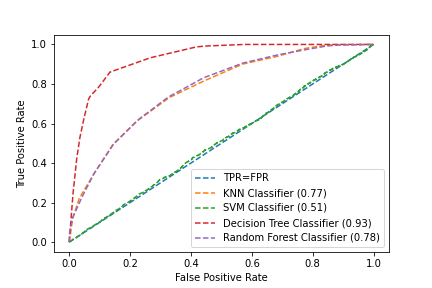 1.0
0.8
0.6
0.4
0.2
0.0
True Positive Rate
TPR=FPR
KNN Classifier (0.77)
SVM Classifier (0.51)
Decision Tree Classifier (0.93)
Random Forest Classifier (0.78)
0.0 0.2 0.4 0.6 0.8 1.0
False Positive Rate